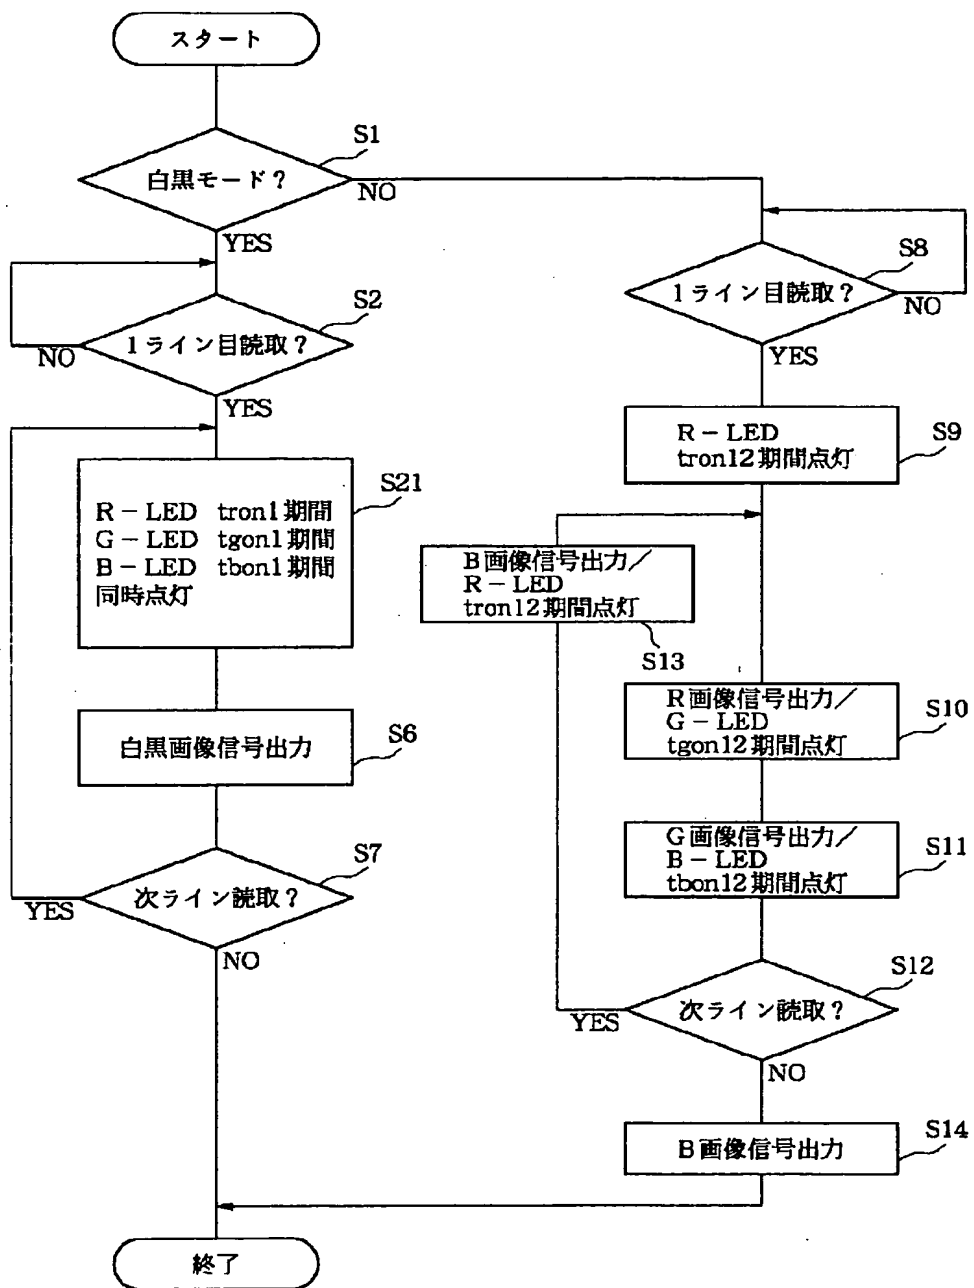 スタート
S1
白黒モード?
NO
YES
S2
1ライン目読取?
NO
YES
S21
R－LED tron1期間
G－LED tgon1期間
B－LED tbon1期間
同時点灯
白黒画像信号出力
S6
S7
次ライン読取?
YES
NO
S8
1ライン目読取?
NO
YES
R－LED
tron12期間点灯
S9
B画像信号出力／
R－LED
tron12期間点灯
S13
R画像信号出力／
G－LED
tgon12期間点灯
S10
G画像信号出力／
B－LED
tbon12期間点灯
S11
S12
次ライン読取?
YES
NO
B画像信号出力
S14
終了